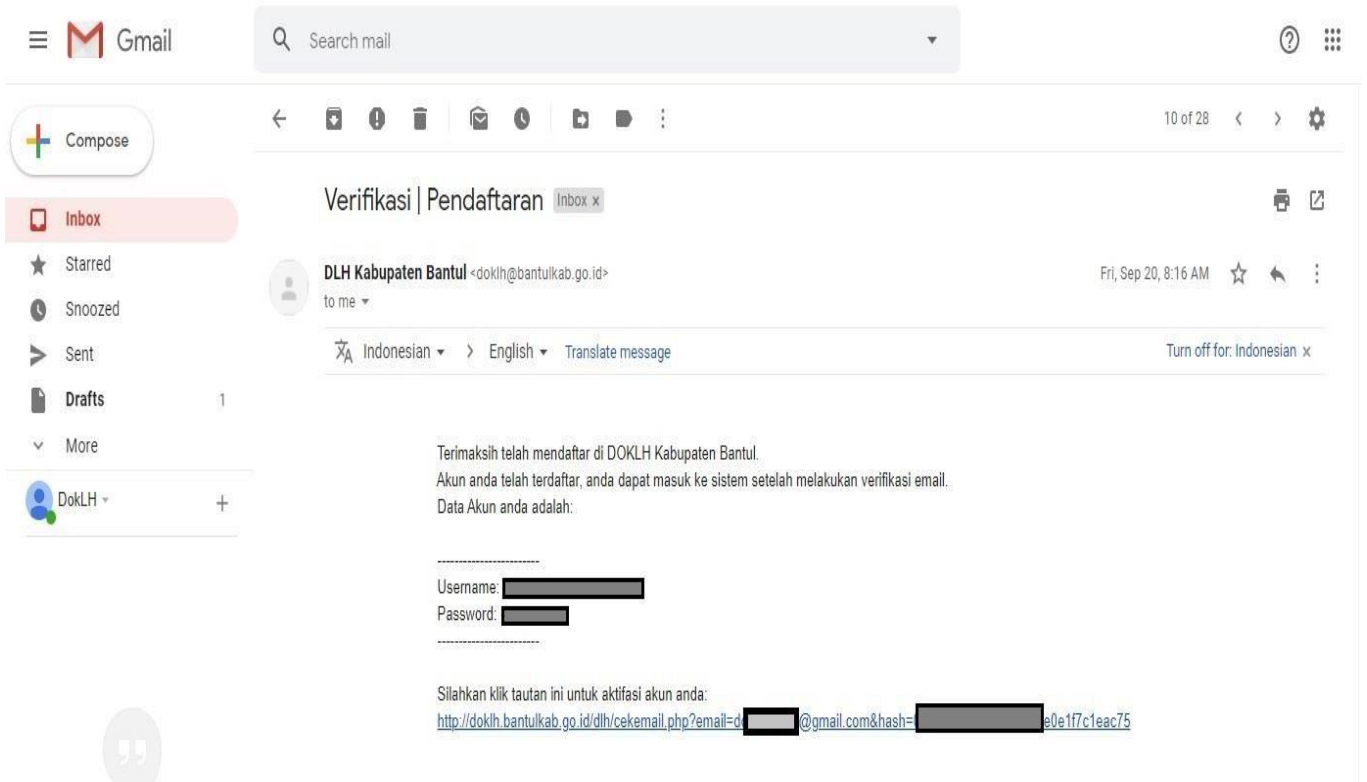 Gmail
Search mail
Compose
10 of 28
Verifikasi | Pendaftaran Inbox x
Inbox
Starred
DLH Kabupaten Bantul <doklh@bantulkab.go.id>
Fri, Sep 20, 8:16 AM
to me
Snoozed
Sent
Indonesian > English Translate message
Turn off for: Indonesian x
Drafts 1
More
DokLH
Terimaksih telah mendaftar di DOKLH Kabupaten Bantul.
Akun anda telah terdaftar, anda dapat masuk ke sistem setelah melakukan verifikasi email.
Data Akun anda adalah:
------------------------
Username:
Password:
------------------------
Silahkan klik tautan ini untuk aktifasi akun anda:
http://doklh.bantulkab.go.id/dlh/cekemail.php?email=do @gmail.com&hash= e0e1f7c1eac75